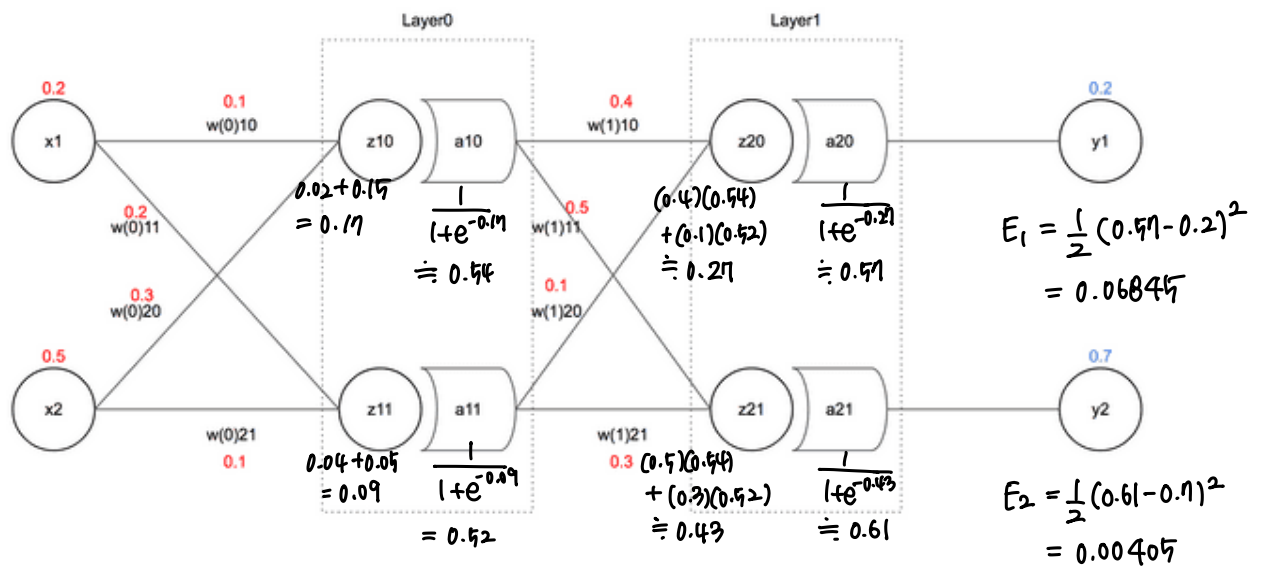 Layer0
Layer1
0.2
x1
0.1
w(0)10
z10
a10
0.4
w(1)10
z20
a20
0.2
y1
0.02+0.15
= 0.17
1
1+e^-0.17
≒ 0.54
(0.4)(0.54)
+(0.1)(0.52)
≒ 0.27
1
1+e^-0.27
≒ 0.57
E₁ = 1/2 (0.57-0.2)²
= 0.06845
0.2
w(0)11
0.5
w(1)11
0.3
w(0)20
0.1
w(1)20
0.5
x2
w(0)21
0.1
z11
a11
w(1)21
0.3
z21
a21
0.7
y2
0.04+0.05
= 0.09
1
1+e^-0.09
= 0.52
(0.5)(0.54)
+(0.3)(0.52)
≒ 0.43
1
1+e^-0.43
≒ 0.61
E₂ = 1/2 (0.61-0.7)²
= 0.00405